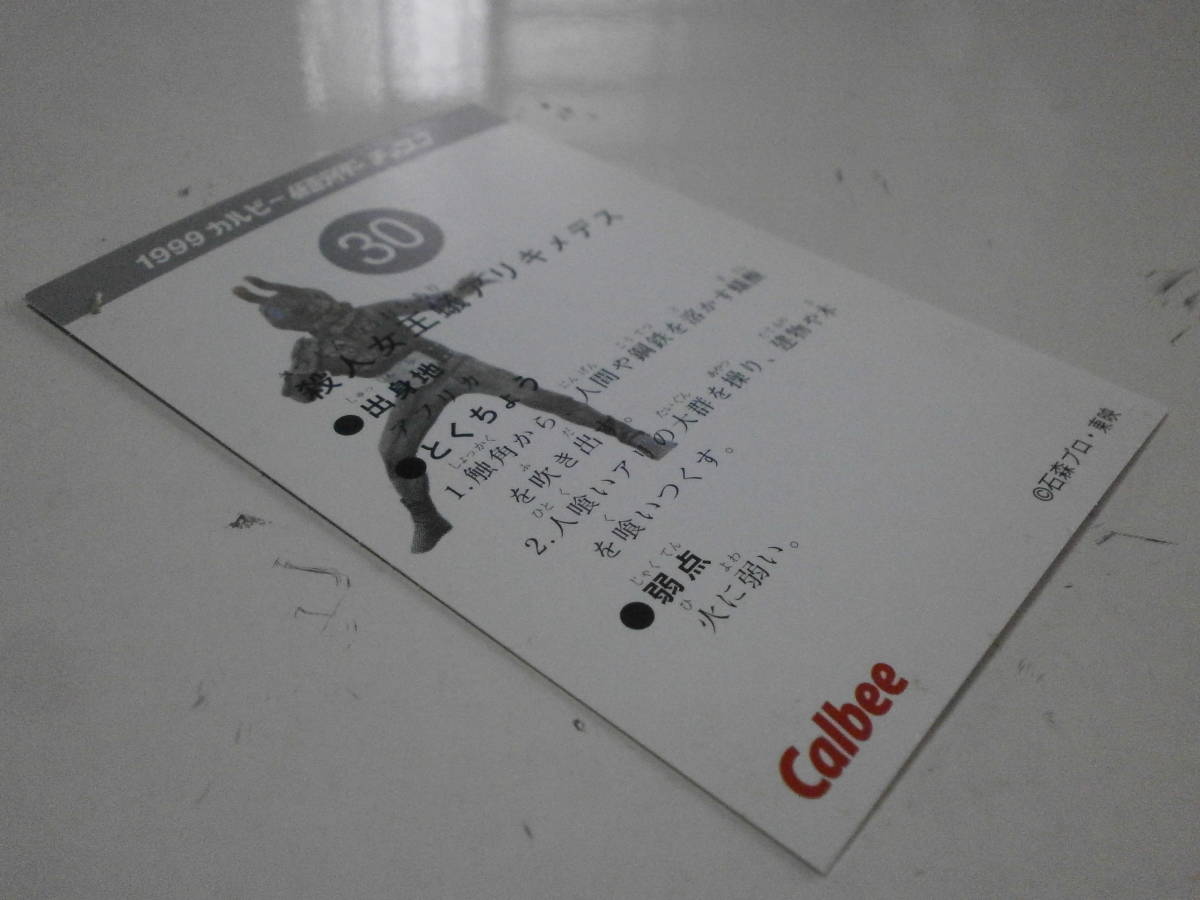 1999 カルビー 仮面ライダー チップス
30
殺人女王蟻アリキメデス
●出身地
アフリカ
●とくちょう
1.触角から人間や鋼鉄を溶かす蟻酸
を吹き出す
2.人喰いアリの大群を操り、建物や木
を喰いつくす。
●弱点
火に弱い。
Calbee
©石森プロ・東映